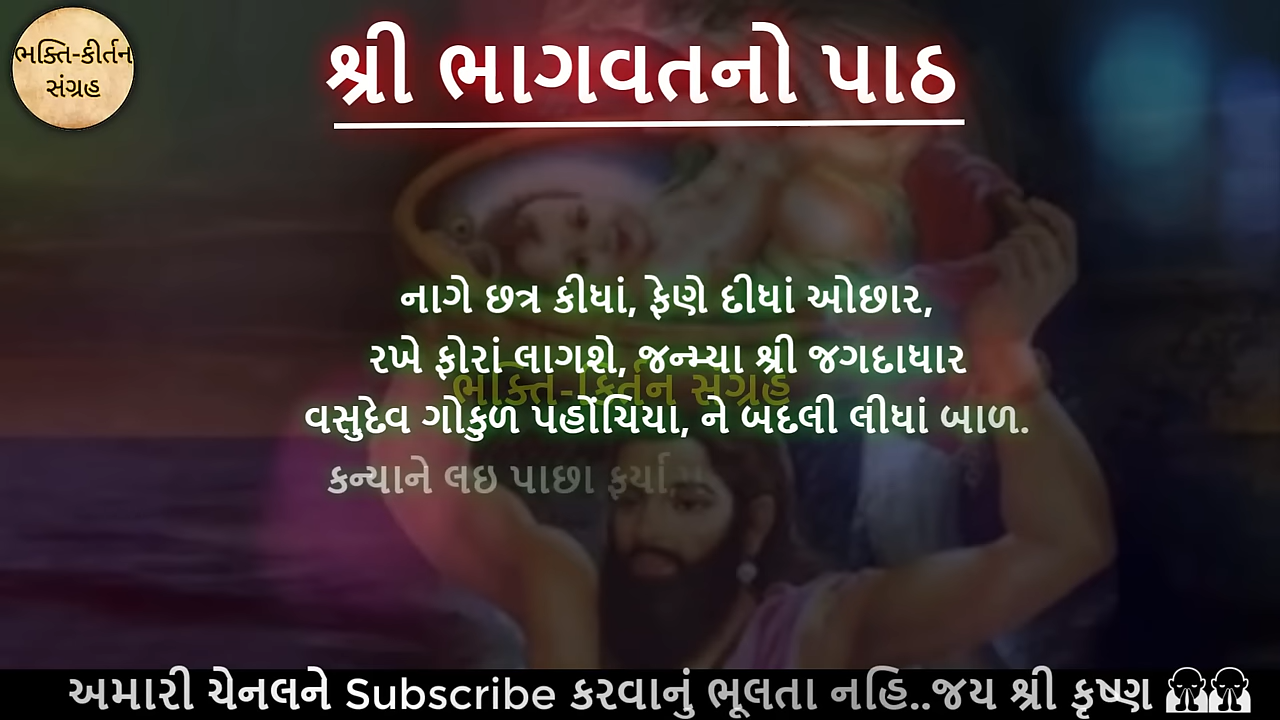 ભક્તિ-કીર્તન
સંગ્રહ
શ્રી ભાગવતનો પાઠ
નાગે છત્ર કીધાં, ફેણે દીધાં ઓછાર,
રખે ફોરાં લાગશે, જન્મ્યા શ્રી જગદાધાર
ભક્તિ-કિર્તન સંગ્રહ
વસુદેવ ગોકુળ પહોંચિયા, ને બદલી લીધાં બાળ.
કન્યાને લઇ પાછા ફર્યા,
અમારી ચેનલને Subscribe કરવાનું ભૂલતા નહિ..જય શ્રી કૃષ્ણ